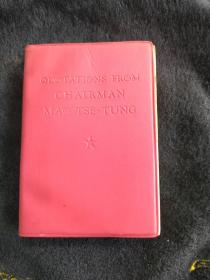 QUOTATIONS FROM
CHAIRMAN
MAO TSE-TUNG